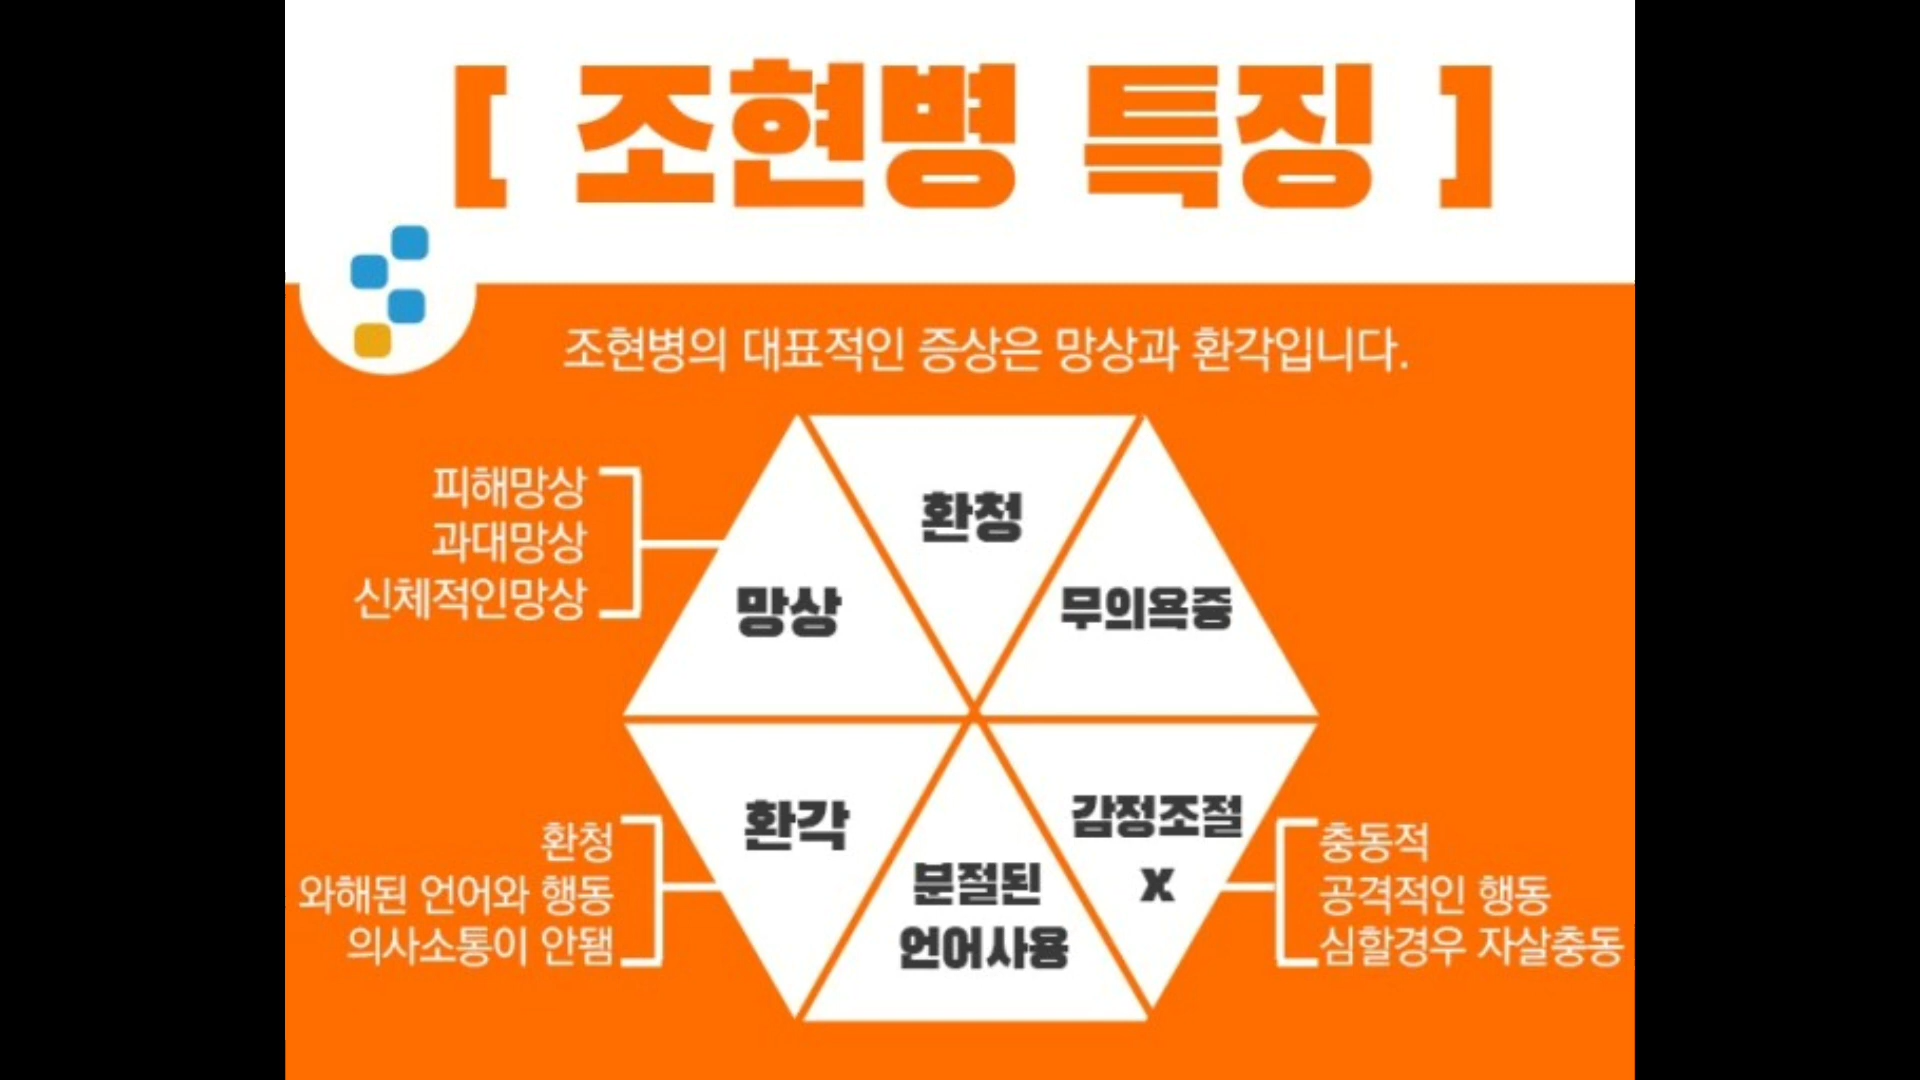 [ 조현병 특징 ]
조현병의 대표적인 증상은 망상과 환각입니다.
피해망상
과대망상
신체적인망상
망상
환청
무의욕증
환각
환청
와해된 언어와 행동
의사소통이 안됌
분절된
언어사용
감정조절
X
충동적
공격적인 행동
심할경우 자살충동